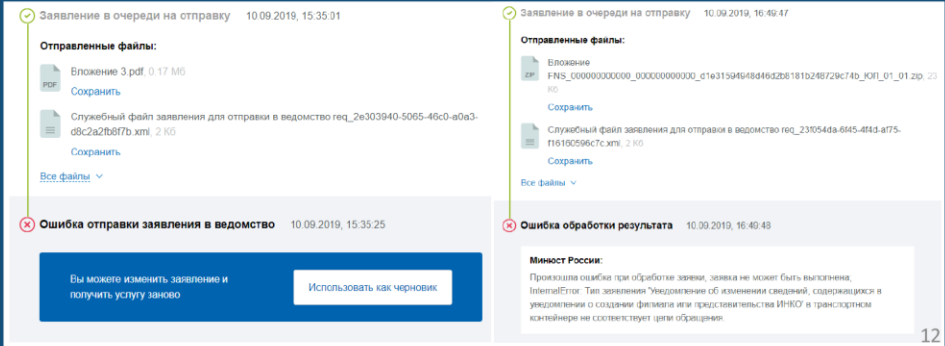 Заявление в очереди на отправку 10.09.2019, 15:35:01
Отправленные файлы:
Вложение 3.pdf, 0.17 Мб
PDF
Сохранить
Служебный файл заявления для отправки в ведомство req_2e303940-5065-46c0-a0a3-
d8c2a2fb8f7b.xml, 2 Кб
Сохранить
Все файлы
Ошибка отправки заявления в ведомство 10.09.2019, 15:35:25
Вы можете изменить заявление и
получить услугу заново
Использовать как черновик
Заявление в очереди на отправку 10.09.2019, 16:49:47
Отправленные файлы:
Вложение
ZIP
FNS_000000000000_000000000000_d1e31594948d46d2b8181b248729c74b_ЮЛ_01_01.zip, 23
Кб
Сохранить
Служебный файл заявления для отправки в ведомство req_23f054da-6f45-4f4d-af75-
f16160596c7c.xml, 2 Кб
Сохранить
Все файлы
Ошибка обработки результата 10.09.2019, 16:49:48
Минюст России:
Произошла ошибка при обработке заявки, заявка не может быть выполнена;
InternalError: Тип заявления "Уведомление об изменении сведений, содержащихся в
уведомлении о создании филиала или представительства ИНКО" в транспортном
контейнере не соответствует цели обращения.
12